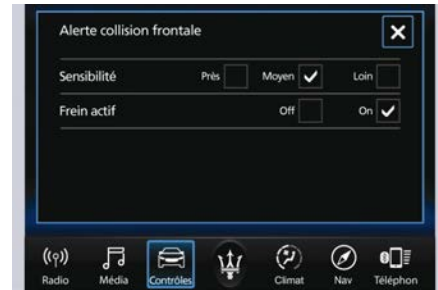 Alerte collision frontale
Sensibilité Près Moyen Loin
Frein actif Off On
Radio Média Contrôles Climat Nav Téléphon